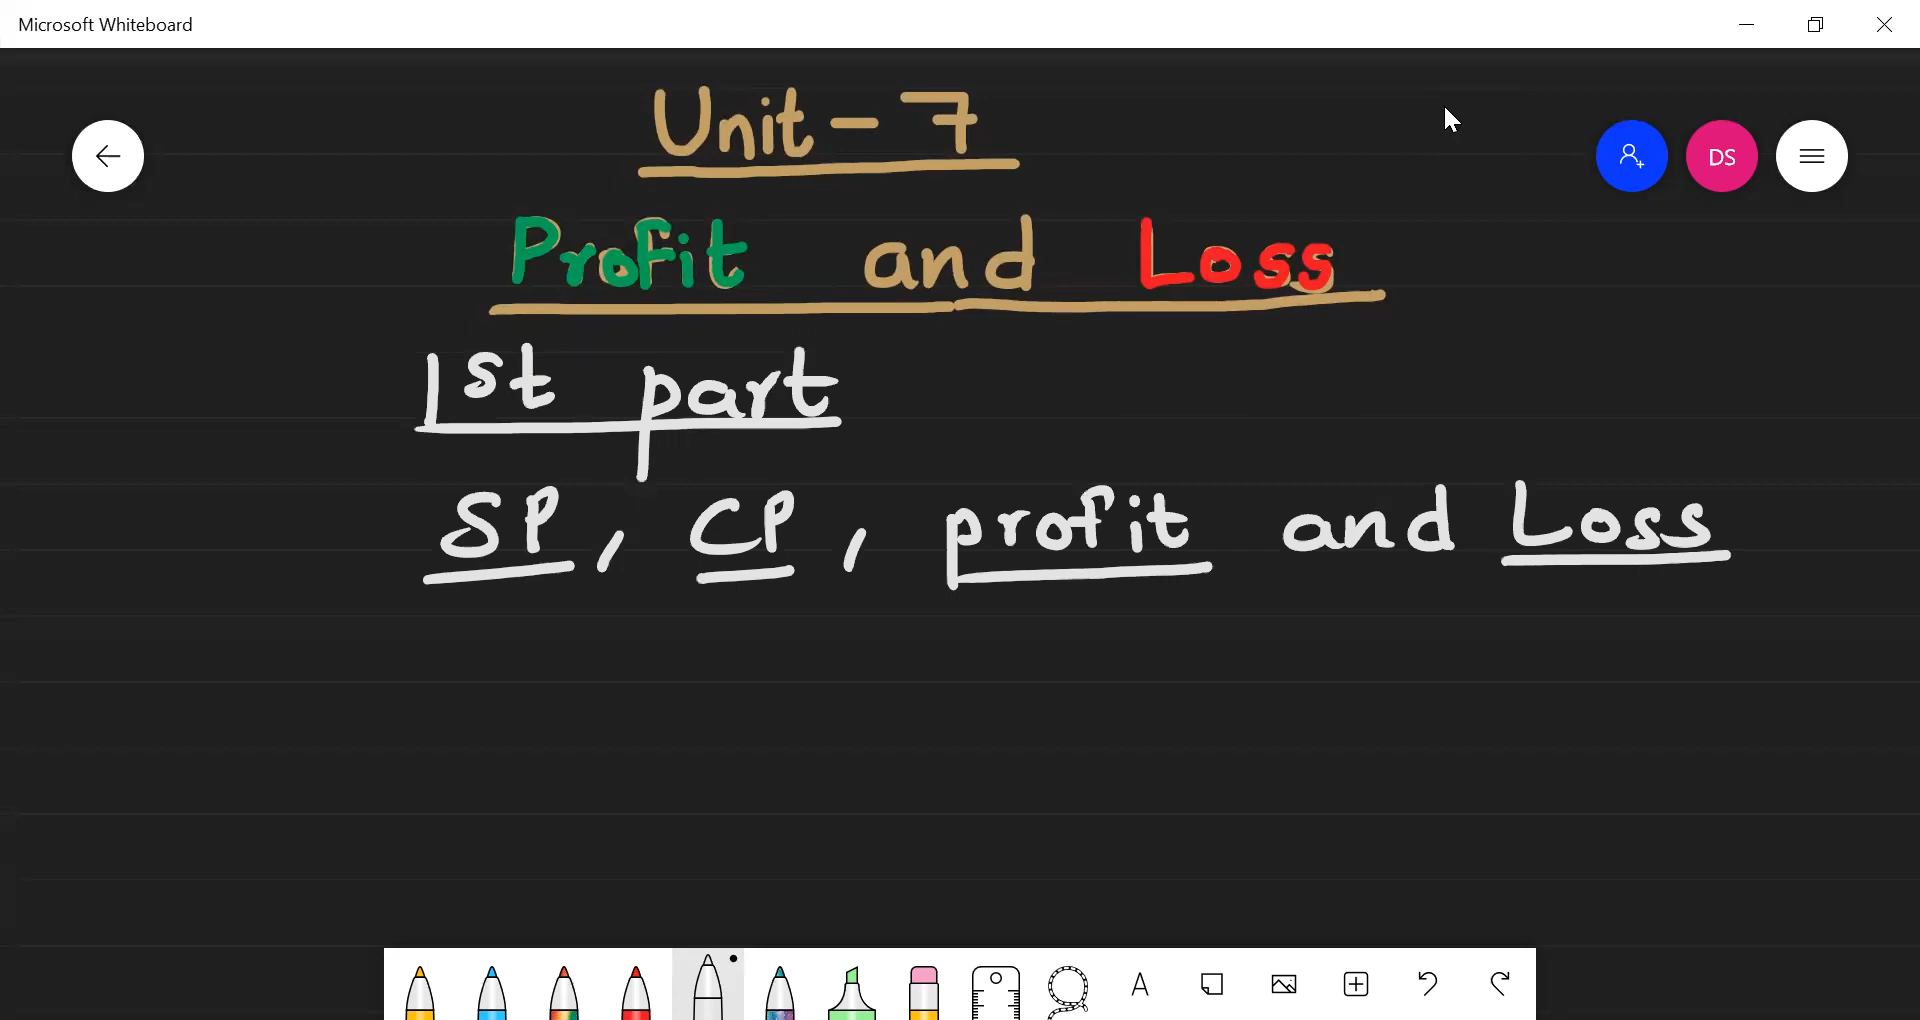 Microsoft Whiteboard
Unit - 7
DS
Profit and Loss
1st part
SP, CP, profit and Loss
A